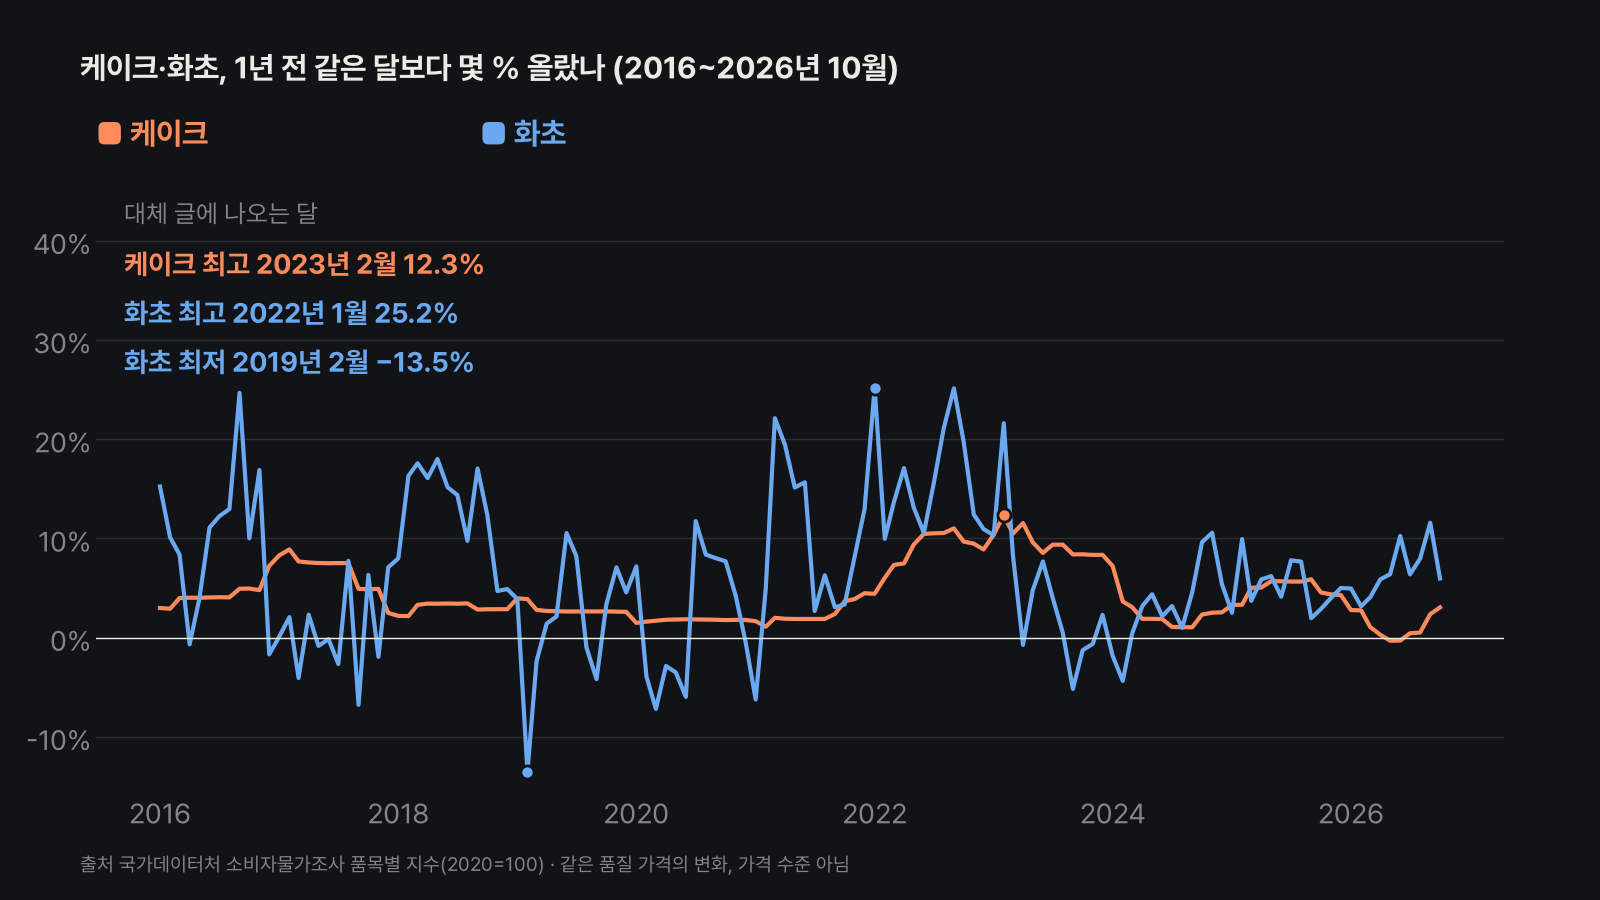 케이크·화초, 1년 전 같은 달보다 몇 % 올랐나 (2016~2026년 10월)
케이크
화초
대체 글에 나오는 달
40%
케이크 최고 2023년 2월 12.3%
화초 최고 2022년 1월 25.2%
30%
화초 최저 2019년 2월 −13.5%
20%
10%
0%
-10%
2016 2018 2020 2022 2024 2026
출처 국가데이터처 소비자물가조사 품목별 지수(2020=100) · 같은 품질 가격의 변화, 가격 수준 아님